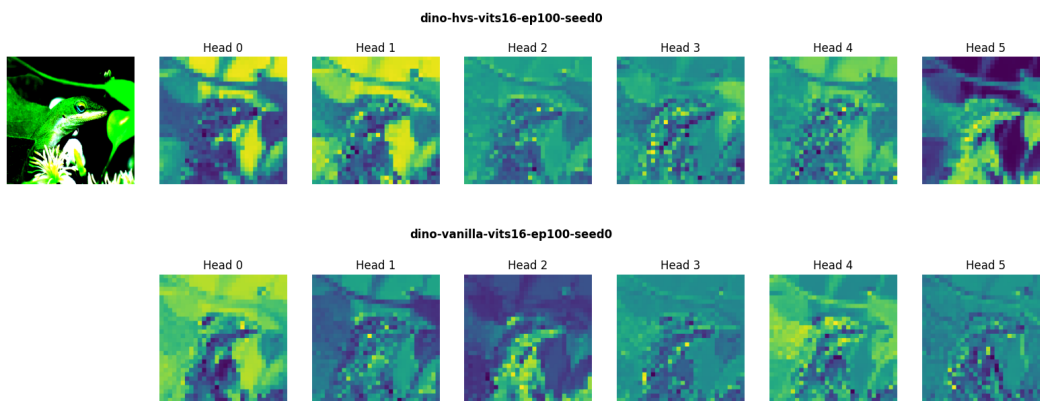 dino-hvs-vits16-ep100-seed0
Head 0 Head 1 Head 2 Head 3 Head 4 Head 5
dino-vanilla-vits16-ep100-seed0
Head 0 Head 1 Head 2 Head 3 Head 4 Head 5